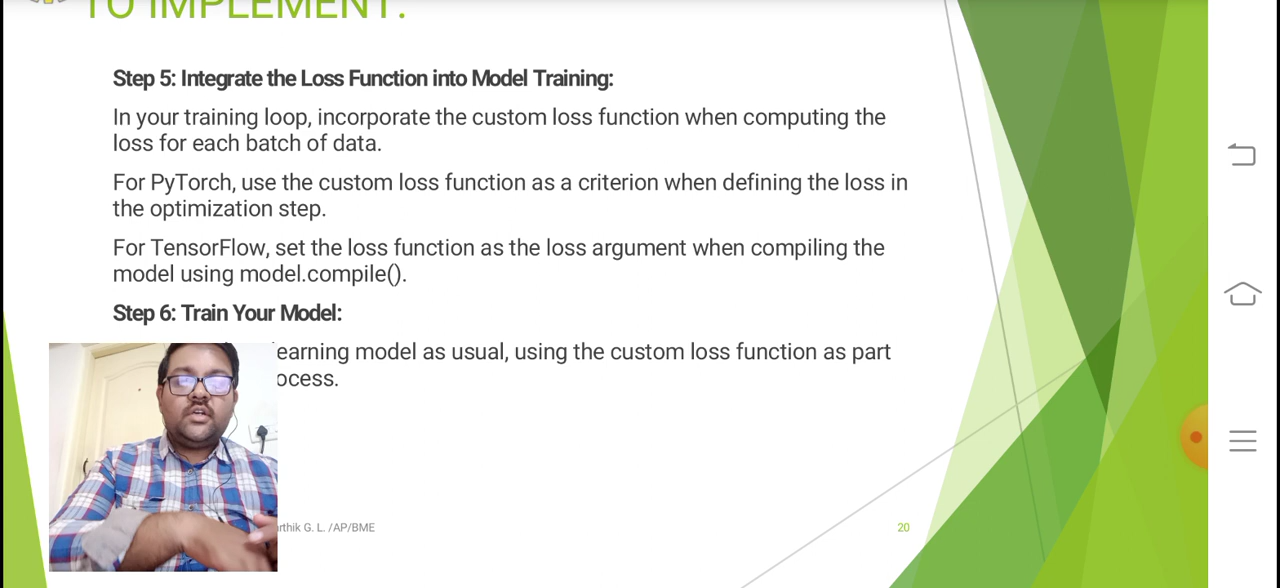 TO IMPLEMENT:
Step 5: Integrate the Loss Function into Model Training:
In your training loop, incorporate the custom loss function when computing the
loss for each batch of data.
For PyTorch, use the custom loss function as a criterion when defining the loss in
the optimization step.
For TensorFlow, set the loss function as the loss argument when compiling the
model using model.compile().
Step 6: Train Your Model:
earning model as usual, using the custom loss function as part
ocess.
rthik G. L. /AP/BME
20